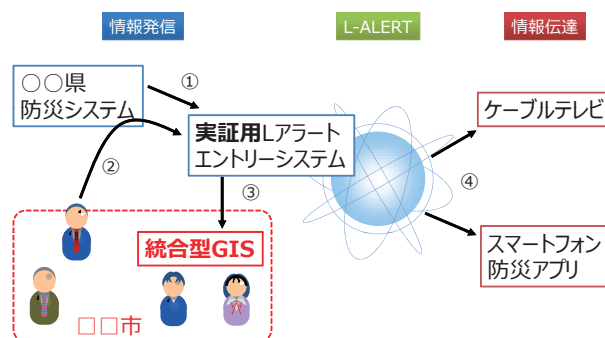 情報発信
L-ALERT
情報伝達
○○県
防災システム
①
実証用Lアラート
エントリーシステム
ケーブルテレビ
②
③
④
統合型GIS
スマートフォン
防災アプリ
□□市